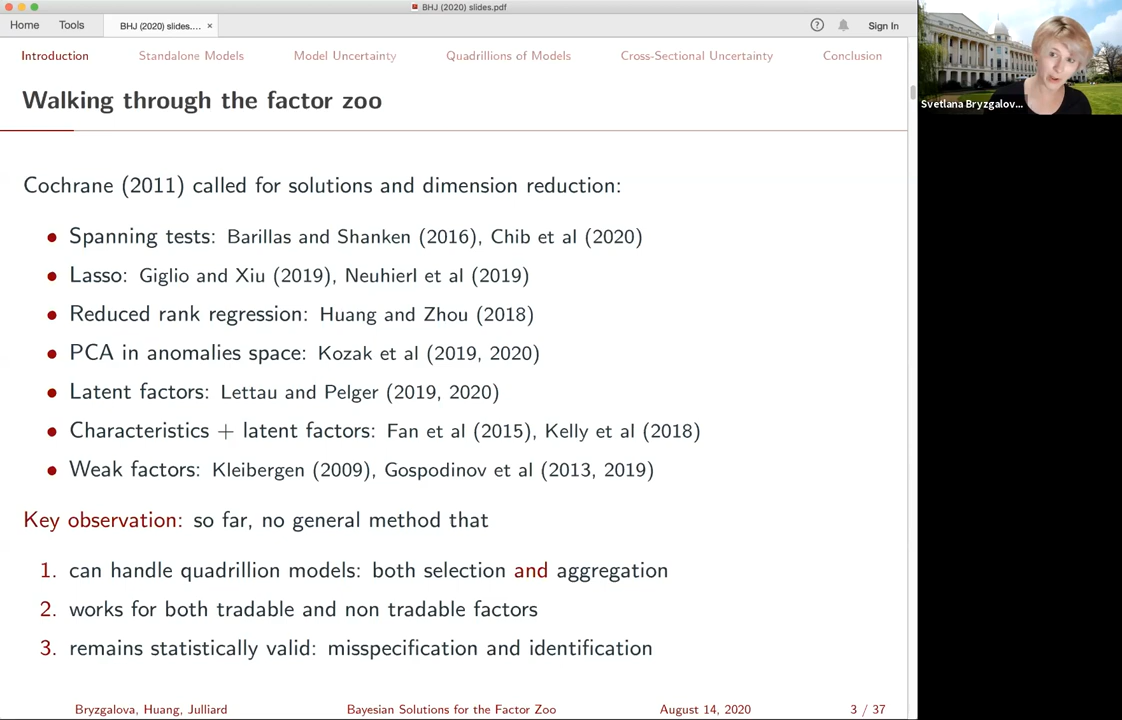 BHJ (2020) slides.pdf
Home Tools BHJ (2020) slides.... × Sign In
Introduction Standalone Models Model Uncertainty Quadrillions of Models Cross-Sectional Uncertainty Conclusion
Svetlana Bryzgalov...
Walking through the factor zoo
Cochrane (2011) called for solutions and dimension reduction:
• Spanning tests: Barillas and Shanken (2016), Chib et al (2020)
• Lasso: Giglio and Xiu (2019), Neuhierl et al (2019)
• Reduced rank regression: Huang and Zhou (2018)
• PCA in anomalies space: Kozak et al (2019, 2020)
• Latent factors: Lettau and Pelger (2019, 2020)
• Characteristics + latent factors: Fan et al (2015), Kelly et al (2018)
• Weak factors: Kleibergen (2009), Gospodinov et al (2013, 2019)
Key observation: so far, no general method that
1. can handle quadrillion models: both selection and aggregation
2. works for both tradable and non tradable factors
3. remains statistically valid: misspecification and identification
Bryzgalova, Huang, Julliard Bayesian Solutions for the Factor Zoo August 14, 2020 3 / 37